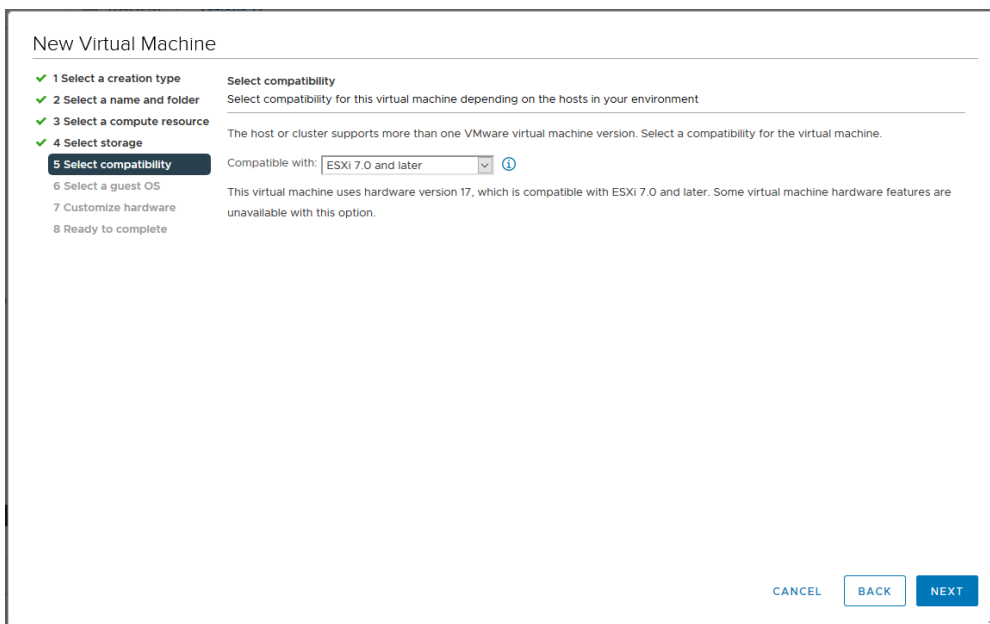 New Virtual Machine
1 Select a creation type
2 Select a name and folder
3 Select a compute resource
4 Select storage
5 Select compatibility
6 Select a guest OS
7 Customize hardware
8 Ready to complete
Select compatibility
Select compatibility for this virtual machine depending on the hosts in your environment
The host or cluster supports more than one VMware virtual machine version. Select a compatibility for the virtual machine.
Compatible with: ESXi 7.0 and later
This virtual machine uses hardware version 17, which is compatible with ESXi 7.0 and later. Some virtual machine hardware features are
unavailable with this option.
CANCEL BACK NEXT